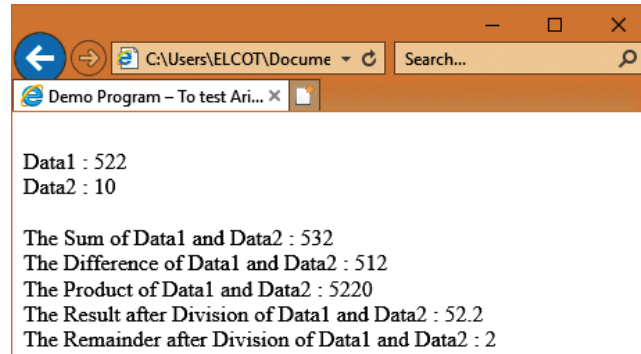 C:\Users\ELCOT\Docume
Search...
Demo Program – To test Ari...
Data1 : 522
Data2 : 10
The Sum of Data1 and Data2 : 532
The Difference of Data1 and Data2 : 512
The Product of Data1 and Data2 : 5220
The Result after Division of Data1 and Data2 : 52.2
The Remainder after Division of Data1 and Data2 : 2